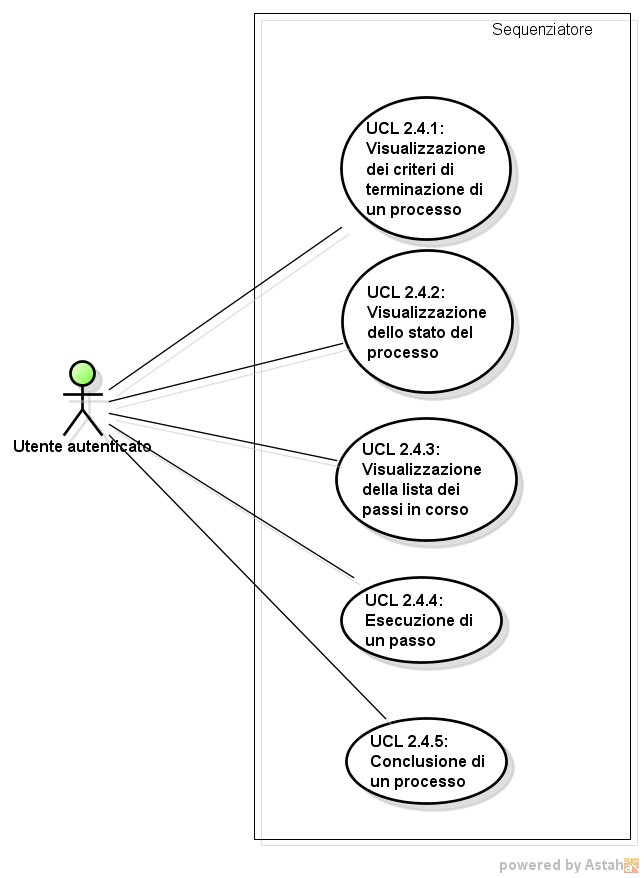 Sequenziatore
UCL 2.4.1:
Visualizzazione
dei criteri di
terminazione di
un processo
UCL 2.4.2:
Visualizzazione
dello stato del
processo
Utente autenticato
UCL 2.4.3:
Visualizzazione
della lista dei
passi in corso
UCL 2.4.4:
Esecuzione di
un passo
UCL 2.4.5:
Conclusione di
un processo
powered by Astah